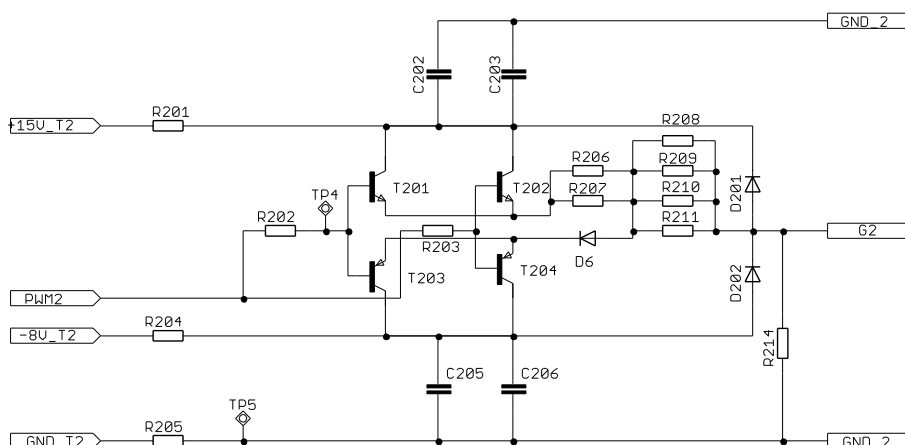 GND_2
C202
C203
+15V_T2
R201
R208
R206
R209
TP4
T201
T202
R207
R210
D201
R202
R203
R211
G2
T203
T204
D6
D202
PWM2
-8V_T2
R204
R214
C205
C206
TP5
GND_T2
R205
GND_2